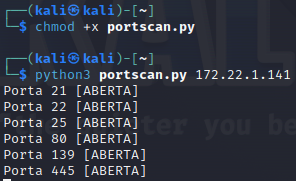 ┌──(kali㉿kali)-[~]
└─$ chmod +x portscan.py
┌──(kali㉿kali)-[~]
└─$ python3 portscan.py 172.22.1.141
Porta 21 [ABERTA]
Porta 22 [ABERTA]
Porta 25 [ABERTA]
Porta 80 [ABERTA]
Porta 139 [ABERTA]
Porta 445 [ABERTA]